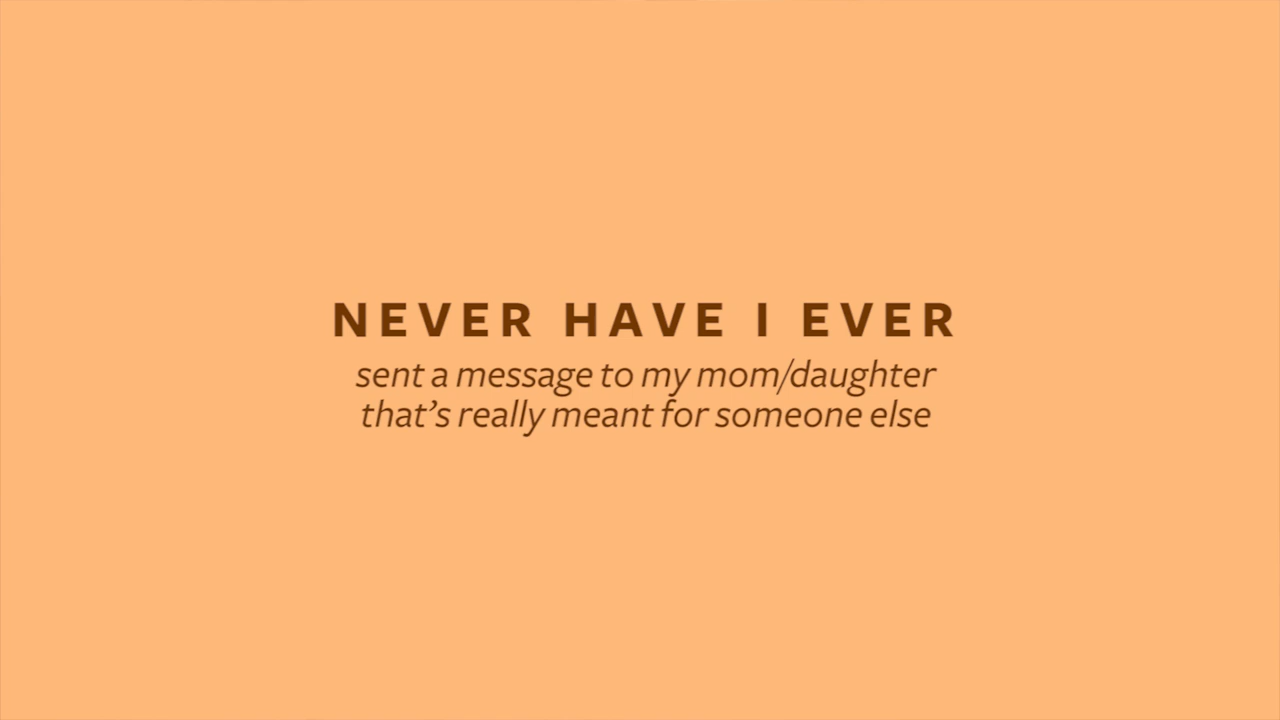 NEVER HAVE I EVER
sent a message to my mom/daughter
that’s really meant for someone else